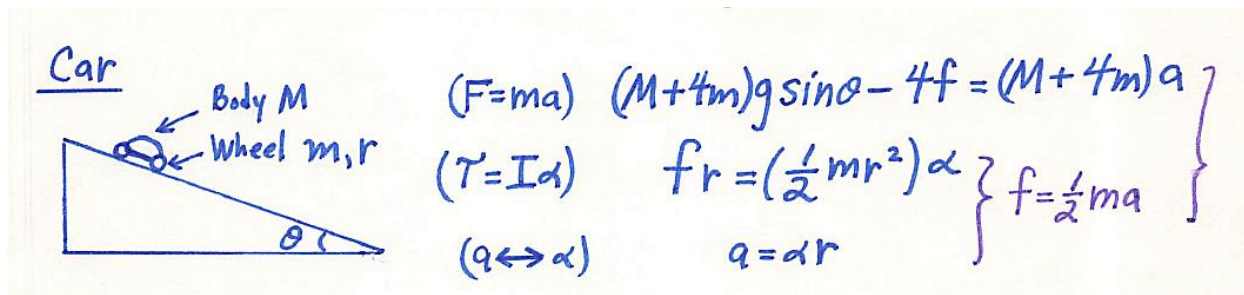 Car
Body M
Wheel m, r
θ
(F=ma) (M+4m)g sinθ - 4f = (M+4m)a
(τ=Iα) fr = (½mr²)α
(a↔α) a = αr
f = ½ma